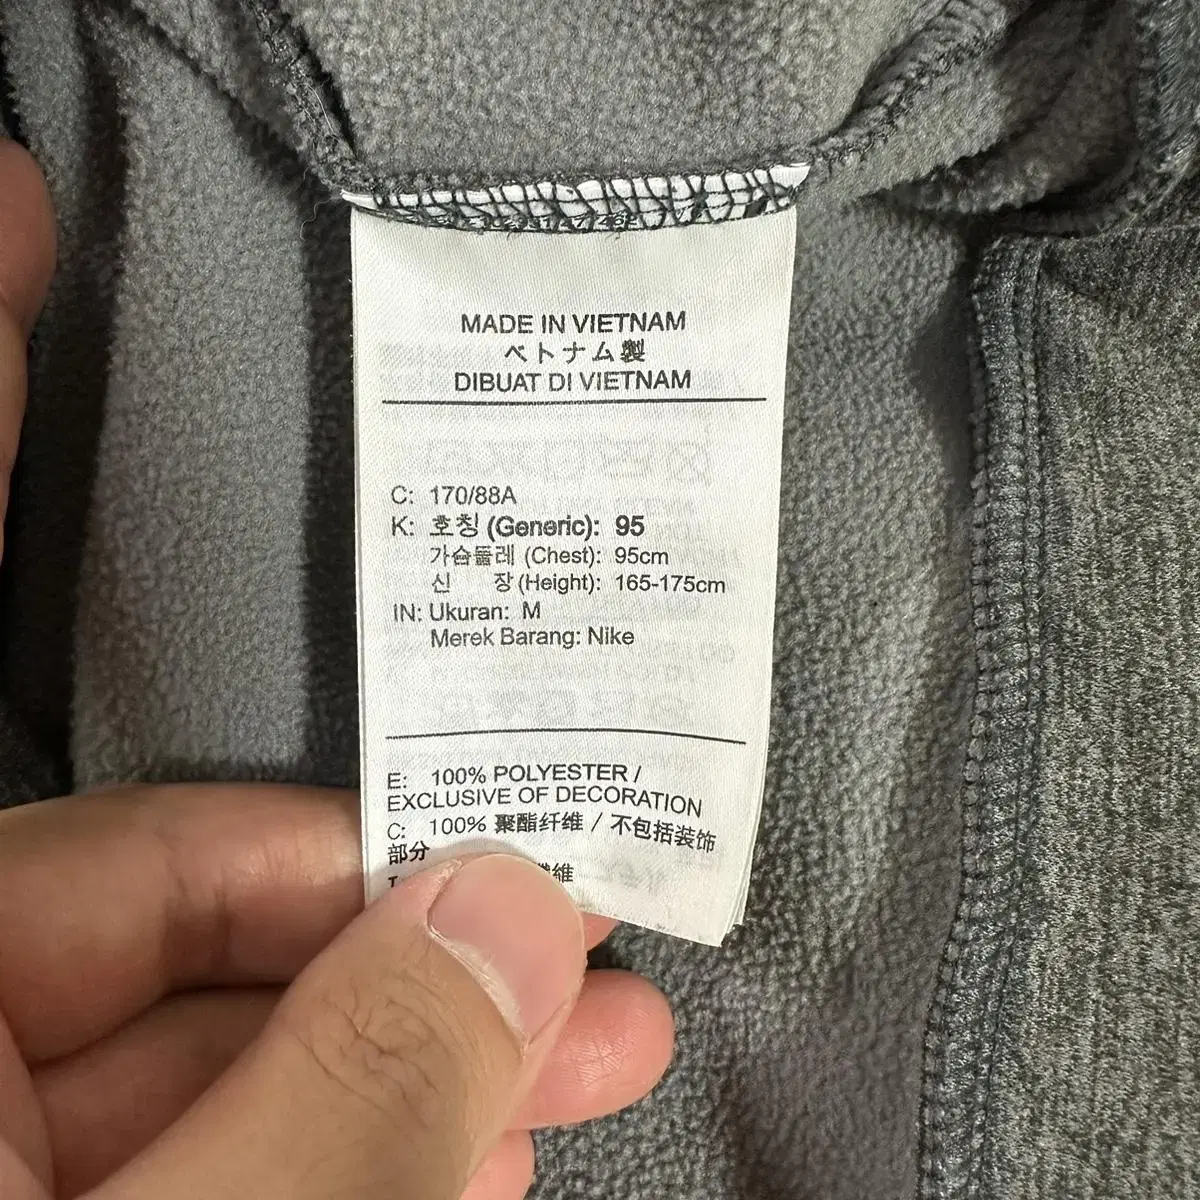 MADE IN VIETNAM
ベトナム製
DIBUAT DI VIETNAM
C: 170/88A
K: 호칭 (Generic): 95
가슴둘레 (Chest): 95cm
신 장 (Height): 165-175cm
IN: Ukuran: M
Merek Barang: Nike
E: 100% POLYESTER /
EXCLUSIVE OF DECORATION
C: 100% 聚酯纤维 / 不包括装饰
部分